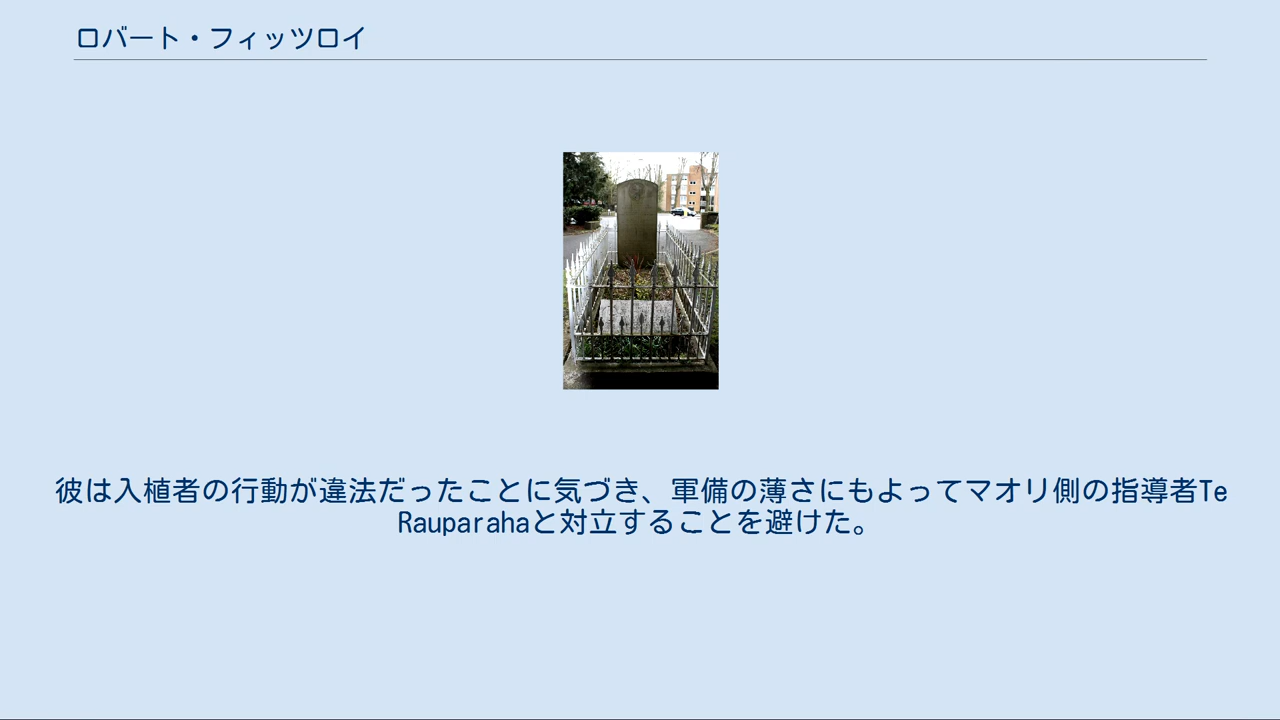 ロバート・フィッツロイ
彼は入植者の行動が違法だったことに気づき、軍備の薄さにもよってマオリ側の指導者Te
Rauparahaと対立することを避けた。